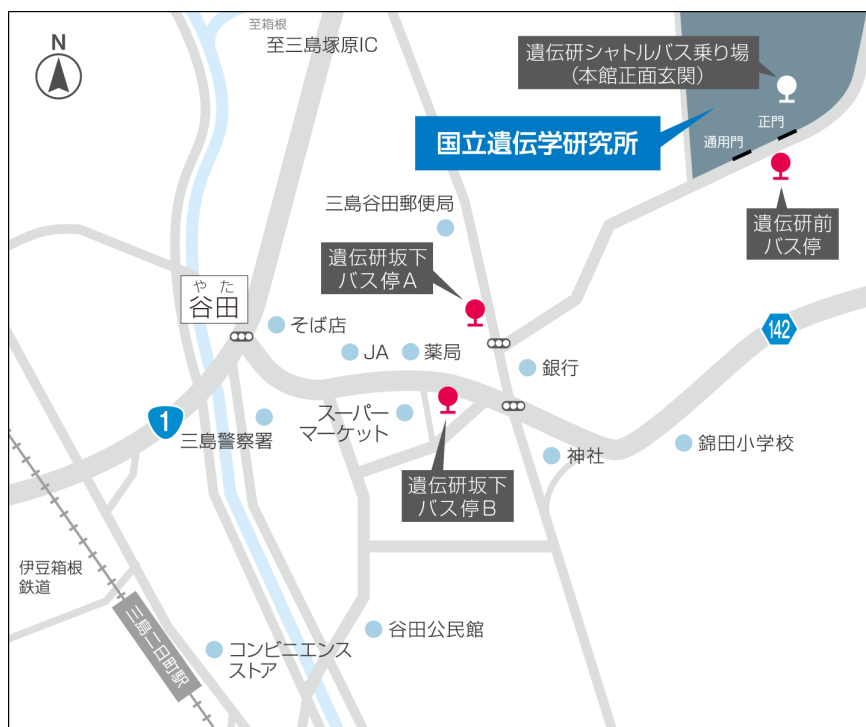 N
至箱根
至三島塚原IC
遺伝研シャトルバス乗り場
(本館正面玄関)
国立遺伝学研究所
正門
通用門
三島谷田郵便局
遺伝研前
バス停
遺伝研坂下
バス停A
やた
谷田
そば店
JA
薬局
142
銀行
1
スーパー
マーケット
三島警察署
神社
錦田小学校
遺伝研坂下
バス停B
伊豆箱根
鉄道
三島二日町駅
谷田公民館
コンビニエンス
ストア